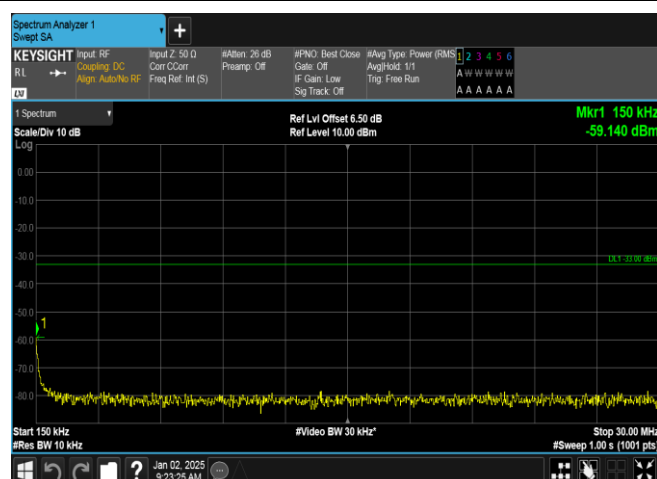 Spectrum Analyzer 1
Swept SA
+
KEYSIGHT
RL
LXI
Input: RF
Coupling: DC
Align: Auto/No RF
Input Z: 50 Ω
Corr CCorr
Freq Ref: Int (S)
#Atten: 26 dB
Preamp: Off
#PNO: Best Close
Gate: Off
IF Gain: Low
Sig Track: Off
#Avg Type: Power (RMS
Avg|Hold: 1/1
Trig: Free Run
1 2 3 4 5 6
A W W W W W
A A A A A A
1 Spectrum
Scale/Div 10 dB
Log
Ref Lvl Offset 6.50 dB
Ref Level 10.00 dBm
Mkr1 150 kHz
-59.140 dBm
0.00
-10.0
-20.0
-30.0
DL1 -33.00 dBm
-40.0
-50.0
1
-60.0
-70.0
-80.0
Start 150 kHz
#Res BW 10 kHz
#Video BW 30 kHz*
Stop 30.00 MHz
#Sweep 1.00 s (1001 pts)
?
Jan 02, 2025
9:23:25 AM